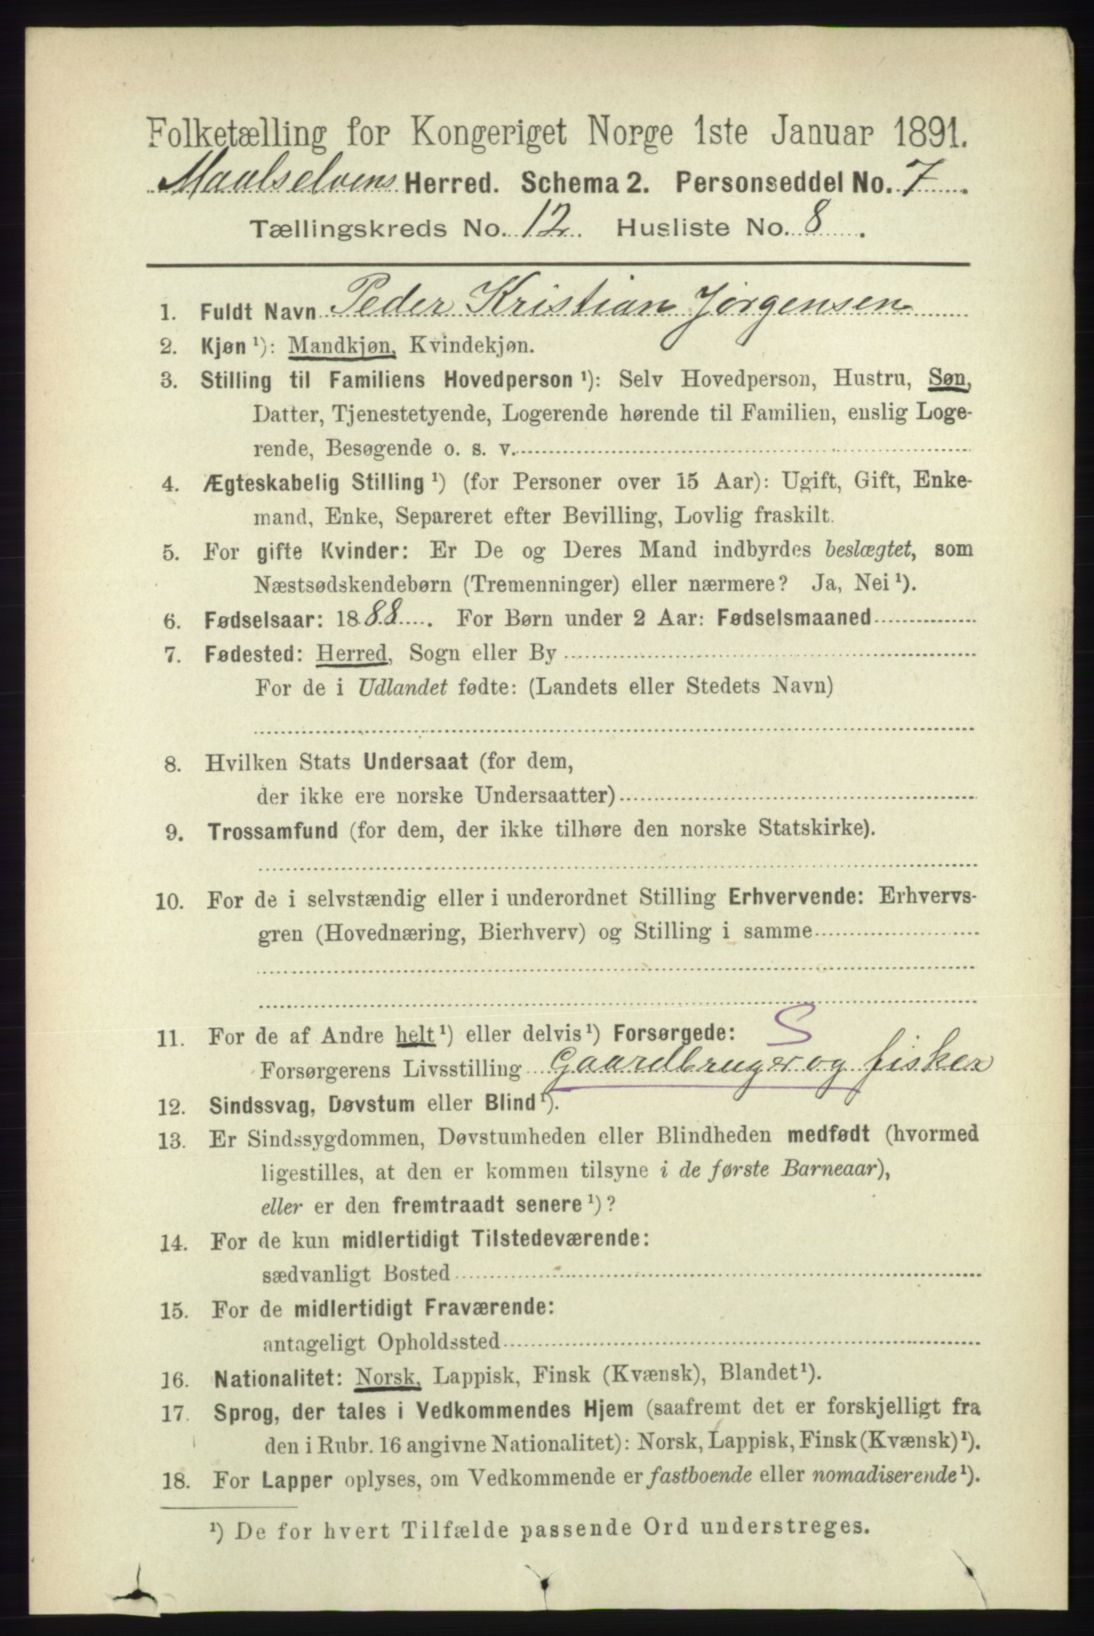 Folketælling for Kongeriget Norge 1ste Januar 1891.
Maalselvens Herred. Schema 2. Personseddel No. 7.
Tællingskreds No. 12. Husliste No. 8.
1. Fuldt Navn Peder Kristian Jørgensen
2. Kjøn ¹): Mandkjøn, Kvindekjøn.
3. Stilling til Familiens Hovedperson ¹): Selv Hovedperson, Hustru, Søn,
Datter, Tjenestetyende, Logerende hørende til Familien, enslig Loge-
rende, Besøgende o. s. v.
4. Ægteskabelig Stilling ¹) (for Personer over 15 Aar): Ugift, Gift, Enke-
mand, Enke, Separeret efter Bevilling, Lovlig fraskilt.
5. For gifte Kvinder: Er De og Deres Mand indbyrdes beslægtet, som
Næstsødskendebørn (Tremenninger) eller nærmere? Ja, Nei ¹).
6. Fødselsaar: 1888. For Børn under 2 Aar: Fødselsmaaned
7. Fødested: Herred, Sogn eller By
For de i Udlandet fødte: (Landets eller Stedets Navn)
8. Hvilken Stats Undersaat (for dem,
der ikke ere norske Undersaatter)
9. Trossamfund (for dem, der ikke tilhøre den norske Statskirke).
10. For de i selvstændig eller i underordnet Stilling Erhvervende: Erhvervs-
gren (Hovednæring, Bierhverv) og Stilling i samme
11. For de af Andre helt ¹) eller delvis ¹) Forsørgede: S
Forsørgerens Livsstilling Gaardbruger og fisker
12. Sindssvag, Døvstum eller Blind ¹).
13. Er Sindssygdommen, Døvstumheden eller Blindheden medfødt (hvormed
ligestilles, at den er kommen tilsyne i de første Barneaar),
eller er den fremtraadt senere ¹)?
14. For de kun midlertidigt Tilstedeværende:
sædvanligt Bosted
15. For de midlertidigt Fraværende:
antageligt Opholdssted
16. Nationalitet: Norsk, Lappisk, Finsk (Kvænsk), Blandet ¹).
17. Sprog, der tales i Vedkommendes Hjem (saafremt det er forskjelligt fra
den i Rubr. 16 angivne Nationalitet): Norsk, Lappisk, Finsk (Kvænsk) ¹).
18. For Lapper oplyses, om Vedkommende er fastboende eller nomadiserende ¹).
¹) De for hvert Tilfælde passende Ord understreges.